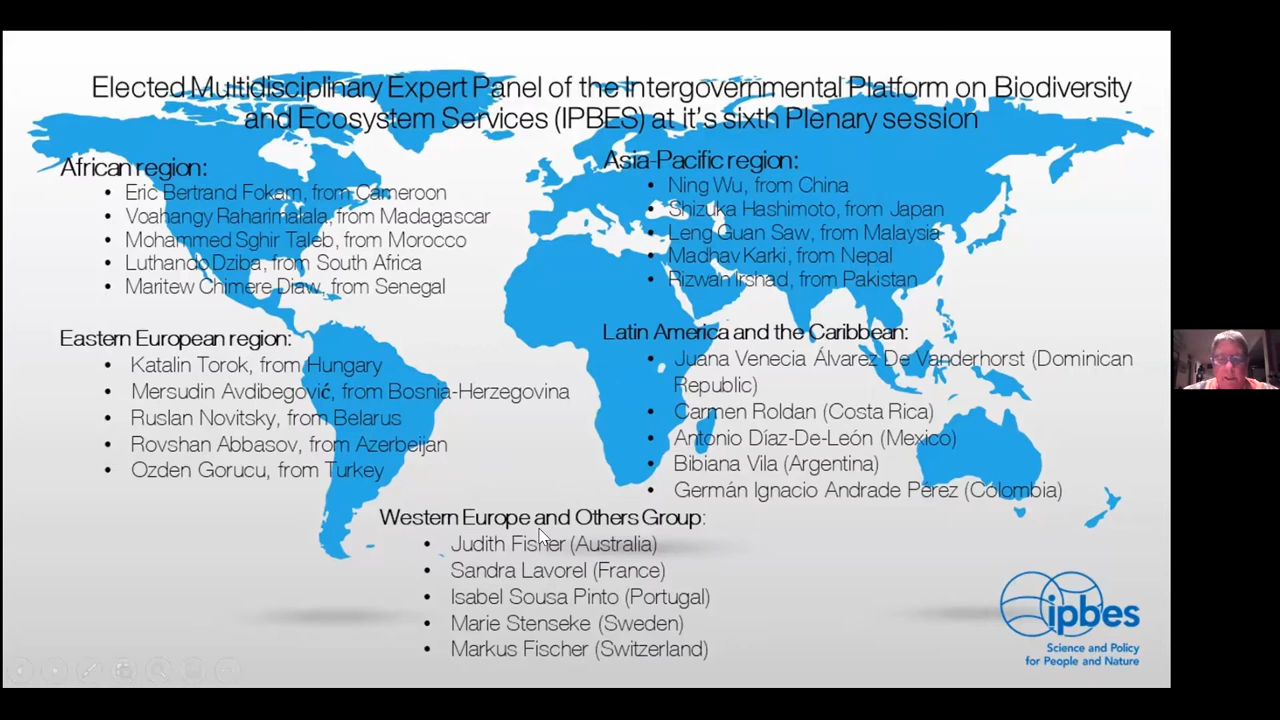 Elected Multidisciplinary Expert Panel of the Intergovernmental Platform on Biodiversity
and Ecosystem Services (IPBES) at it's sixth Plenary session
African region:
• Eric Bertrand Fokam, from Cameroon
• Voahangy Raharimalala, from Madagascar
• Mohammed Sghir Taleb, from Morocco
• Luthando Dziba, from South Africa
• Maritew Chimere Diaw, from Senegal
Asia-Pacific region:
• Ning Wu, from China
• Shizuka Hashimoto, from Japan
• Leng Guan Saw, from Malaysia
• Madhav Karki, from Nepal
• Rizwan Irshad, from Pakistan
Eastern European region:
• Katalin Torok, from Hungary
• Mersudin Avdibegović, from Bosnia-Herzegovina
• Ruslan Novitsky, from Belarus
• Rovshan Abbasov, from Azerbeijan
• Ozden Gorucu, from Turkey
Latin America and the Caribbean:
• Juana Venecia Álvarez De Vanderhorst (Dominican
Republic)
• Carmen Roldan (Costa Rica)
• Antonio Díaz-De-León (Mexico)
• Bibiana Vila (Argentina)
• Germán Ignacio Andrade Pérez (Colombia)
Western Europe and Others Group:
• Judith Fisher (Australia)
• Sandra Lavorel (France)
• Isabel Sousa Pinto (Portugal)
• Marie Stenseke (Sweden)
• Markus Fischer (Switzerland)
ipbes
Science and Policy
for People and Nature